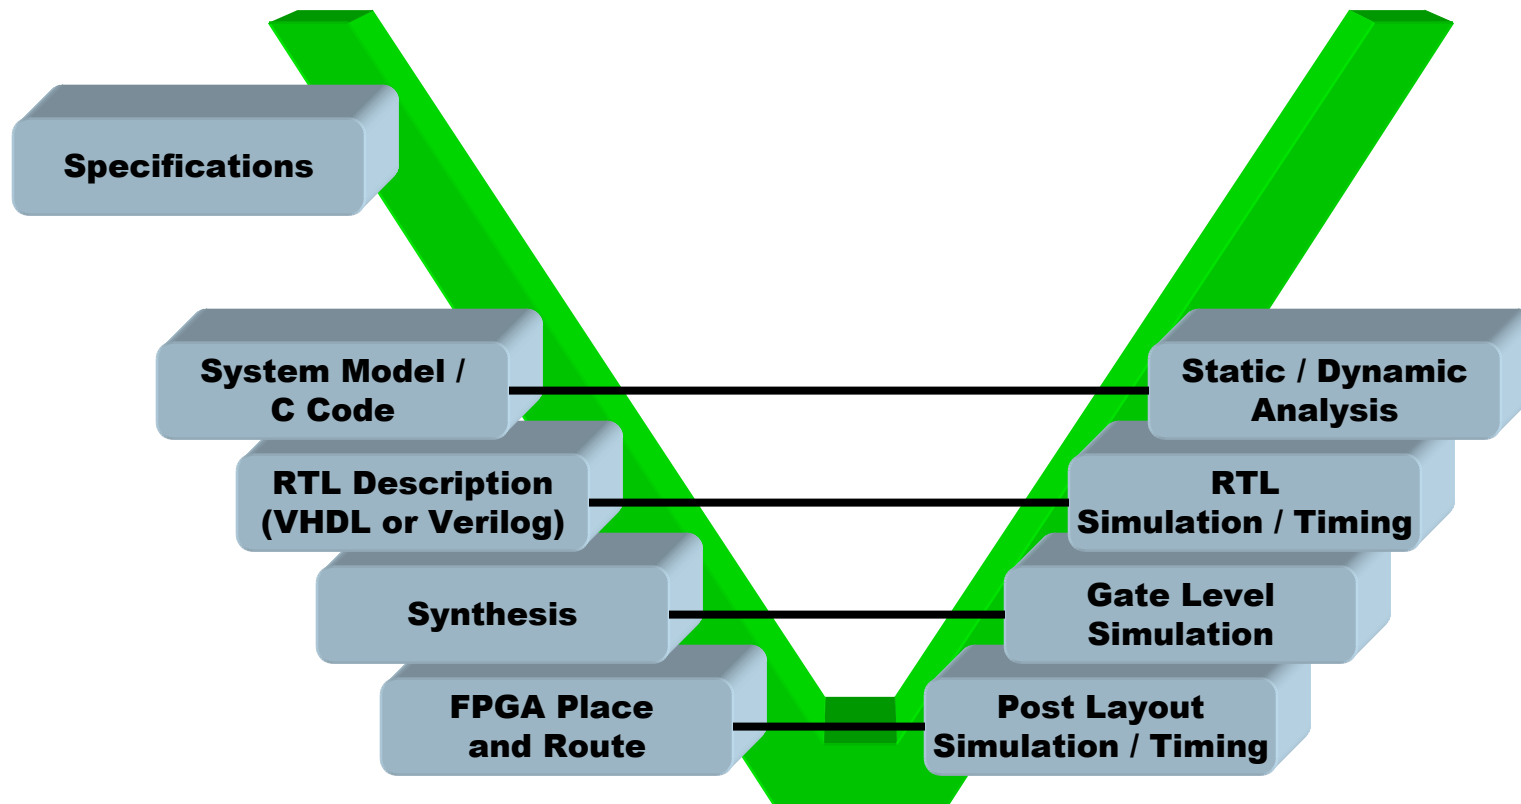 Specifications
System Model /
C Code
Static / Dynamic
Analysis
RTL Description
(VHDL or Verilog)
RTL
Simulation / Timing
Synthesis
Gate Level
Simulation
FPGA Place
and Route
Post Layout
Simulation / Timing